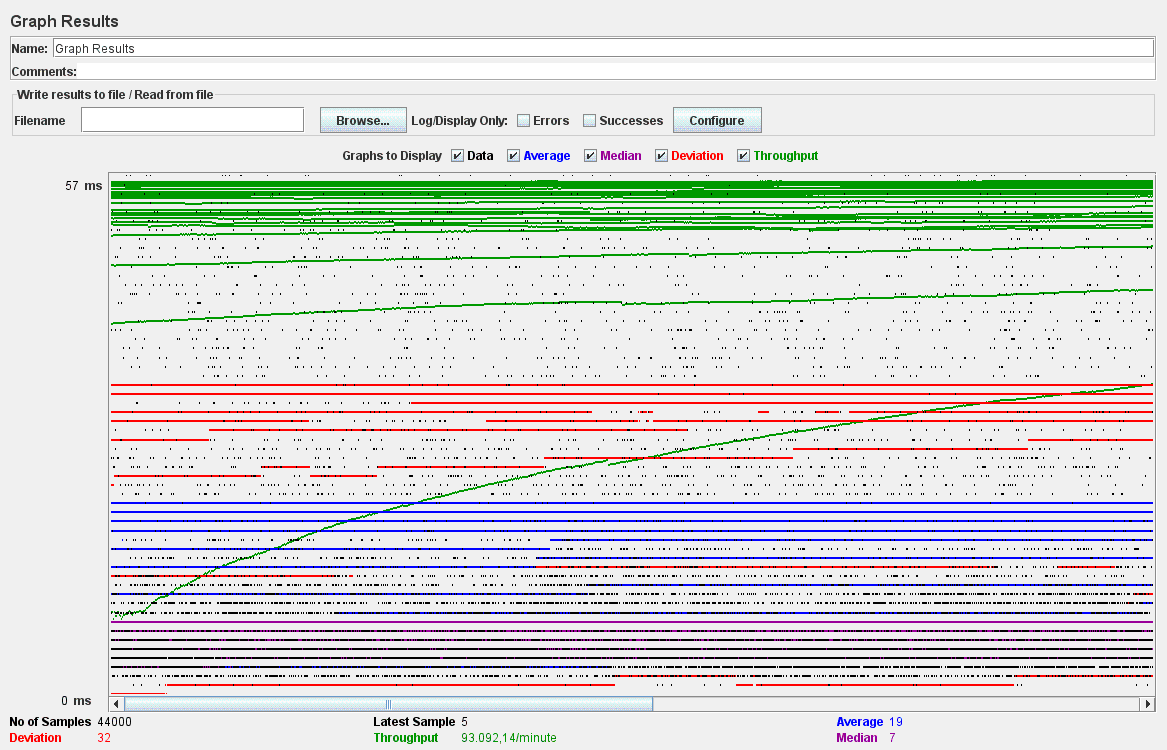 Graph Results
Name: Graph Results
Comments:
Write results to file / Read from file
Filename Browse... Log/Display Only: Errors Successes Configure
Graphs to Display Data Average Median Deviation Throughput
57 ms
0 ms
No of Samples 44000 Latest Sample 5 Average 19
Deviation 32 Throughput 93.092,14/minute Median 7